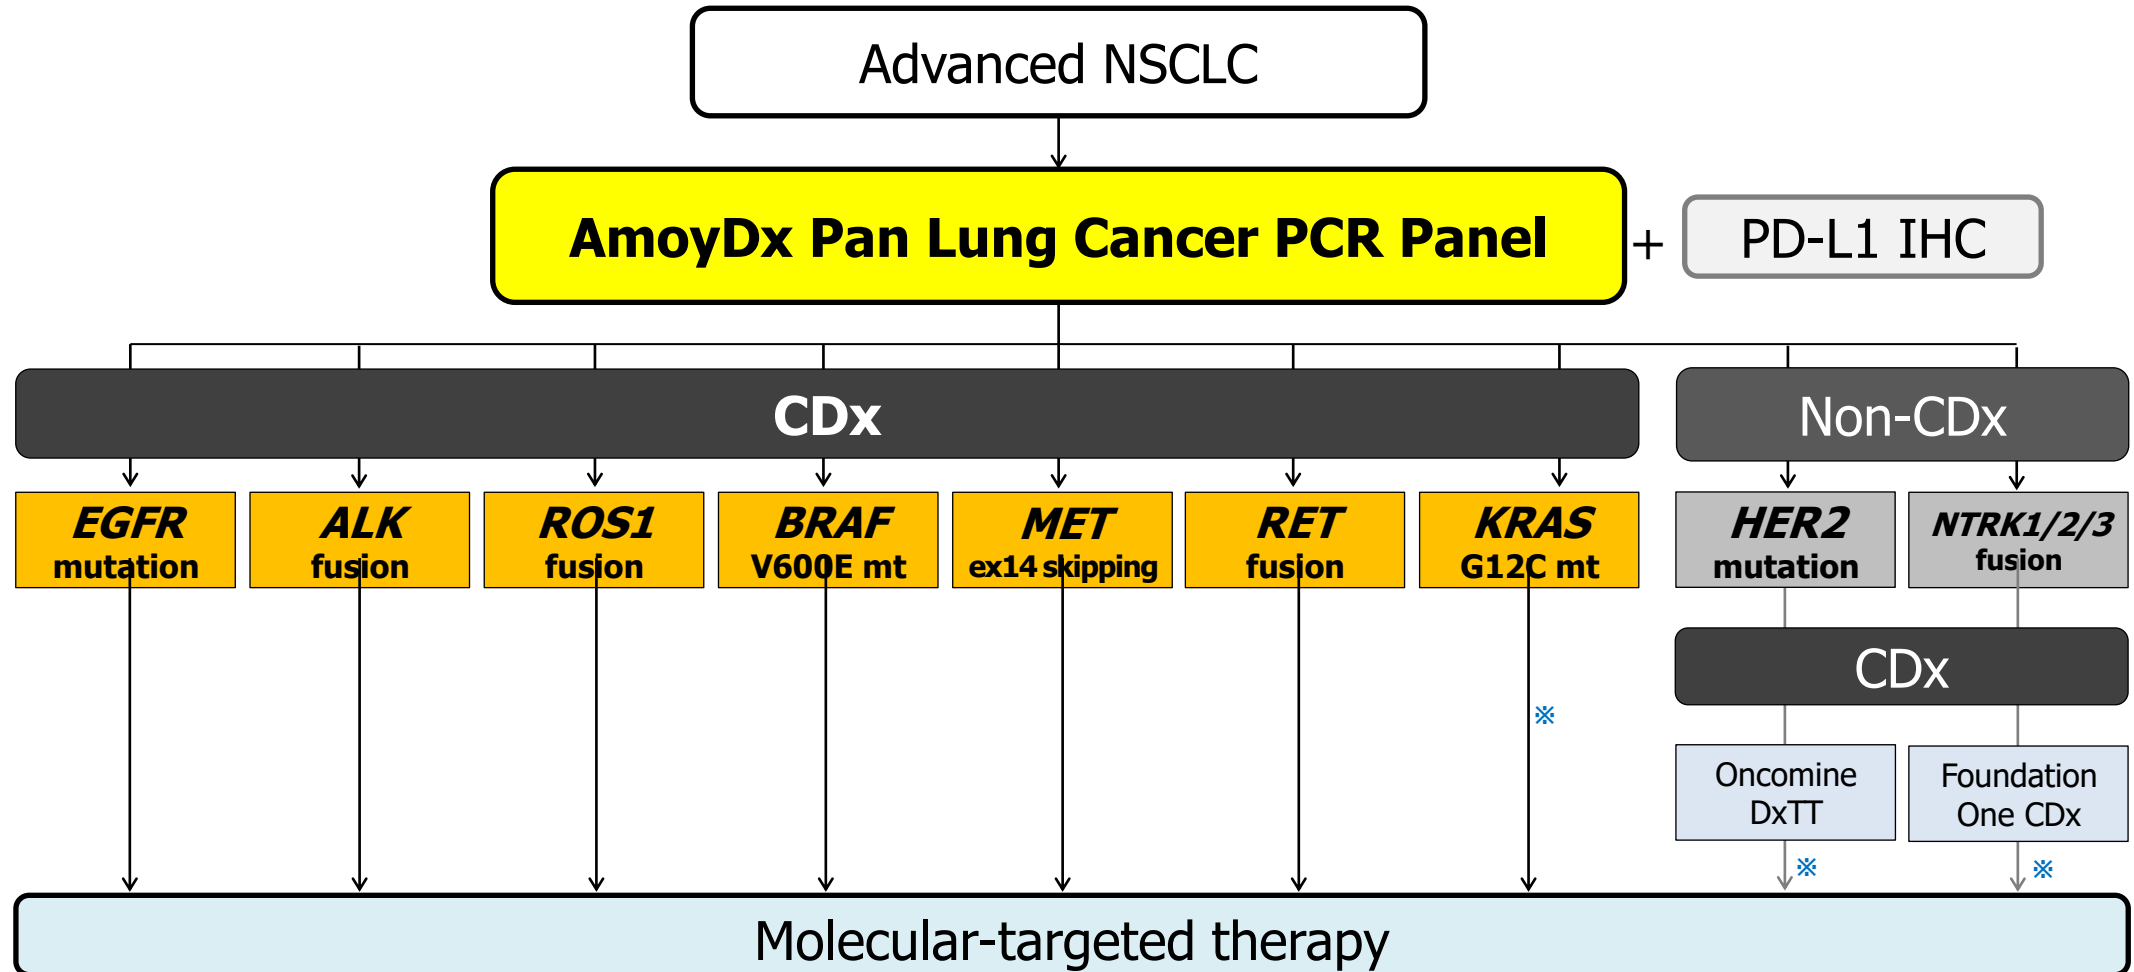 Advanced NSCLC
AmoyDx Pan Lung Cancer PCR Panel
+
PD-L1 IHC
CDx
Non-CDx
EGFR
mutation
ALK
fusion
ROS1
fusion
BRAF
V600E mt
MET
ex14 skipping
RET
fusion
KRAS
G12C mt
HER2
mutation
NTRK1/2/3
fusion
CDx
※
Oncomine
DxTT
Foundation
One CDx
※
※
Molecular-targeted therapy